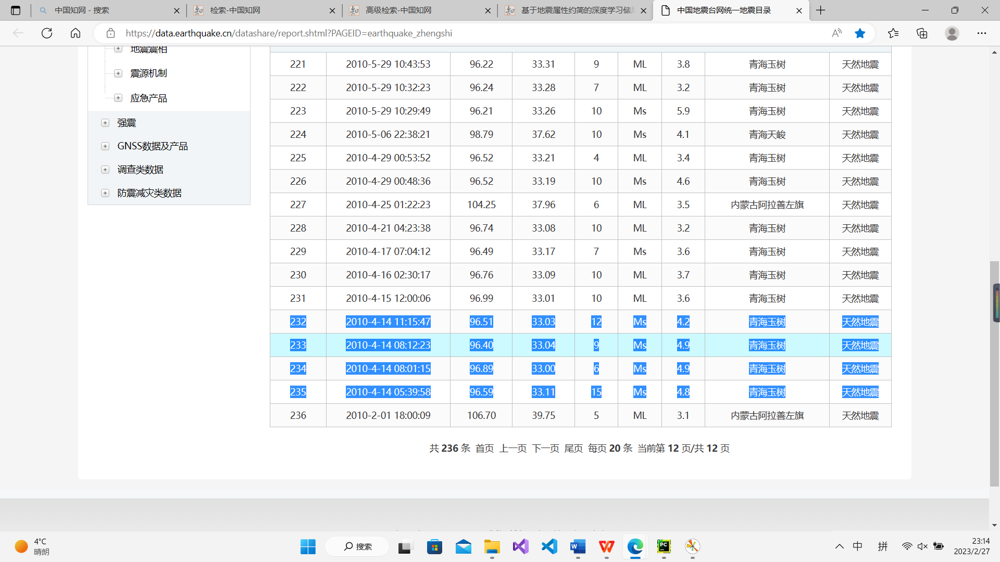 中国知网 - 搜索
检索-中国知网
高级检索-中国知网
基于地震属性约简的深度学习储层
中国地震台网统一地震目录
https://data.earthquake.cn/datashare/report.shtml?PAGEID=earthquake_zhengshi
地震震相
震源机制
应急产品
强震
GNSS数据及产品
调查类数据
防震减灾类数据
221 2010-5-29 10:43:53 96.22 33.31 9 ML 3.8 青海玉树 天然地震
222 2010-5-29 10:32:23 96.24 33.28 7 ML 3.2 青海玉树 天然地震
223 2010-5-29 10:29:49 96.21 33.26 10 Ms 5.9 青海玉树 天然地震
224 2010-5-06 22:38:21 98.79 37.62 10 Ms 4.1 青海天峻 天然地震
225 2010-4-29 00:53:52 96.52 33.21 4 ML 3.4 青海玉树 天然地震
226 2010-4-29 00:48:36 96.52 33.19 10 Ms 4.6 青海玉树 天然地震
227 2010-4-25 01:22:23 104.25 37.96 6 ML 3.5 内蒙古阿拉善左旗 天然地震
228 2010-4-21 04:23:38 96.74 33.08 10 ML 3.2 青海玉树 天然地震
229 2010-4-17 07:04:12 96.49 33.17 7 Ms 3.6 青海玉树 天然地震
230 2010-4-16 02:30:17 96.76 33.09 10 ML 3.7 青海玉树 天然地震
231 2010-4-15 12:00:06 96.99 33.01 10 ML 3.6 青海玉树 天然地震
232 2010-4-14 11:15:47 96.51 33.03 12 Ms 4.2 青海玉树 天然地震
233 2010-4-14 08:12:23 96.40 33.04 9 Ms 4.9 青海玉树 天然地震
234 2010-4-14 08:01:15 96.89 33.00 6 Ms 4.9 青海玉树 天然地震
235 2010-4-14 05:39:58 96.59 33.11 15 Ms 4.8 青海玉树 天然地震
236 2010-2-01 18:00:09 106.70 39.75 5 ML 3.1 内蒙古阿拉善左旗 天然地震
共 236 条 首页 上一页 下一页 尾页 每页 20 条 当前第 12 页/共 12 页
4°C
晴朗
搜索
中
拼
23:14
2023/2/27